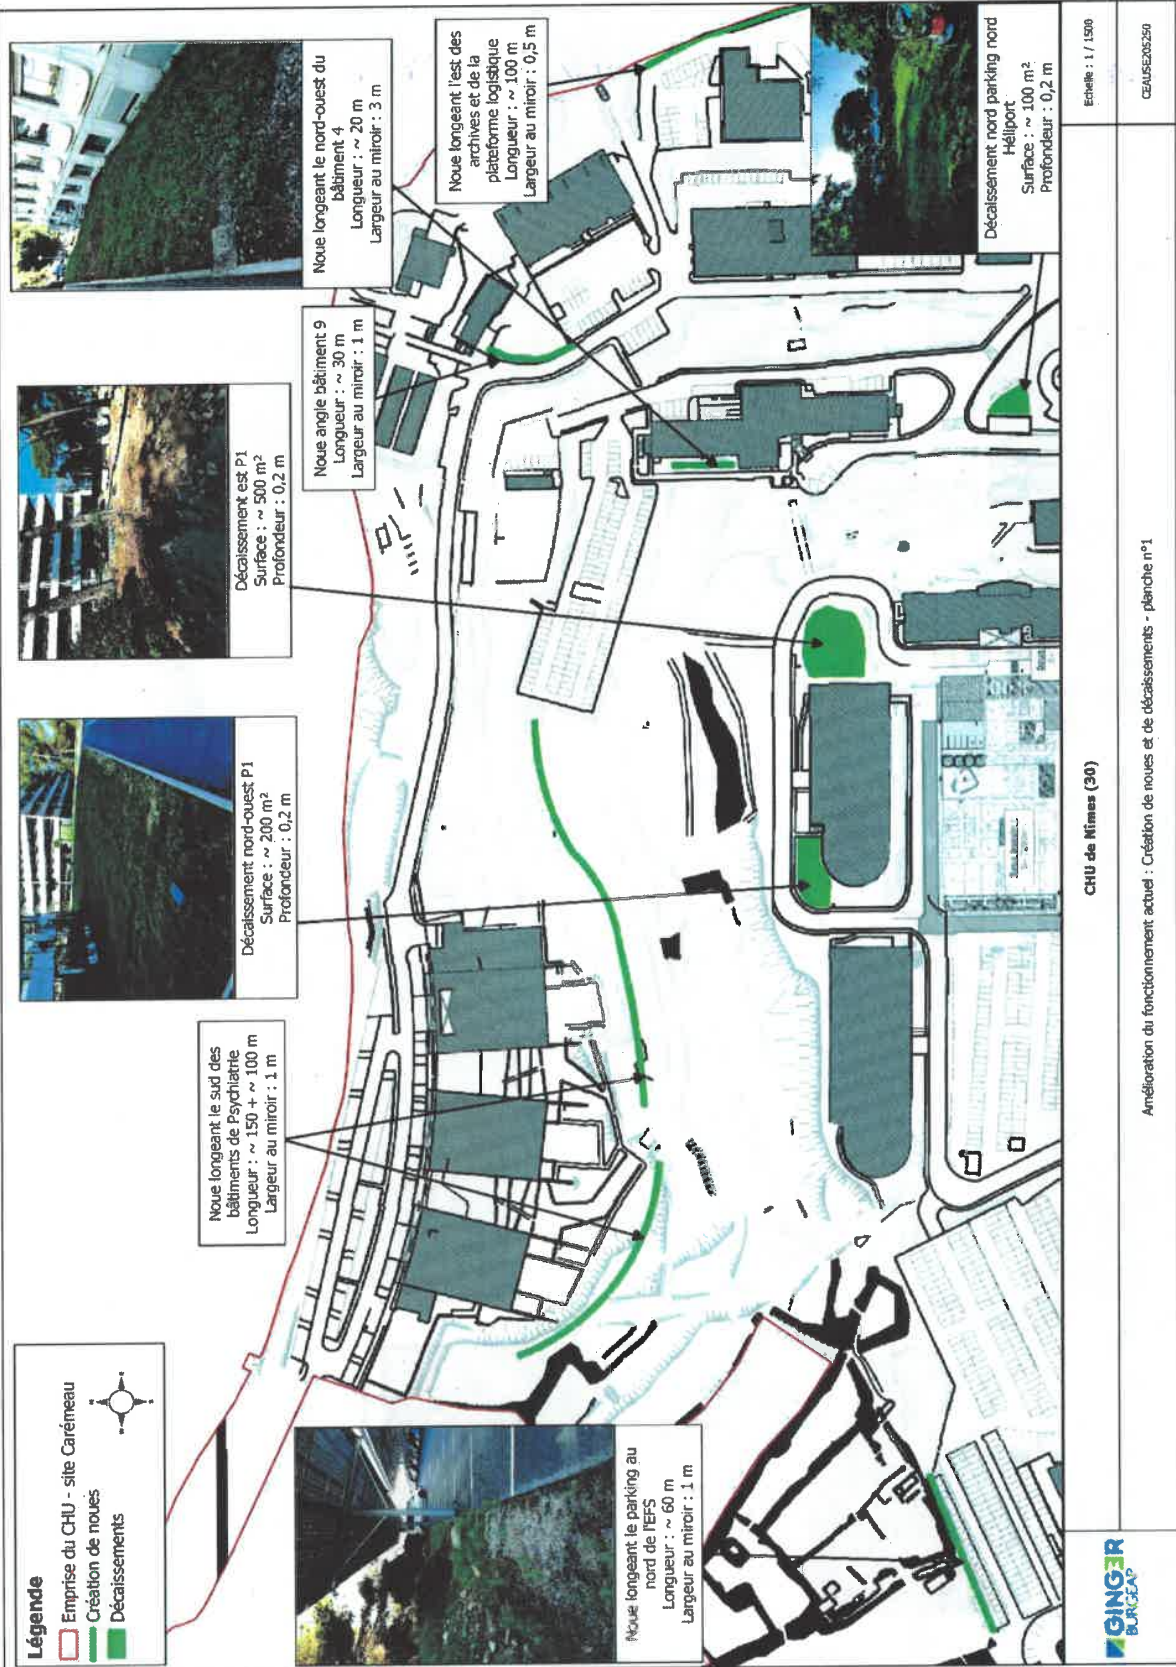 Légende
Emprise du CHU - site Carémeau
Création de noues
Décaissements
Noue longeant le sud des
bâtiments de Psychiatrie
Longueur : ~ 150 + ~ 100 m
Largeur au miroir : 1 m
Décaissement nord-ouest P1
Surface : ~ 200 m²
Profondeur : 0,2 m
Décaissement est P1
Surface : ~ 500 m²
Profondeur : 0,2 m
Noue longeant le nord-ouest du
bâtiment 4
Longueur : ~ 20 m
Largeur au miroir : 3 m
Noue angle bâtiment 9
Longueur : ~ 30 m
Largeur au miroir : 1 m
Noue longeant l'est des
archives et de la
plateforme logistique
Longueur : ~ 100 m
Largeur au miroir : 0,5 m
Noue longeant le parking au
nord de l'EFS
Longueur : ~ 60 m
Largeur au miroir : 1 m
Décaissement nord parking nord
Héliport
Surface : ~ 100 m²
Profondeur : 0,2 m
GINGER
BURGEAP
CHU de Nîmes (30)
Echelle : 1 / 1500
Amélioration du fonctionnement actuel : Création de noues et de décaissements - planche n°1
CEAUSE205250